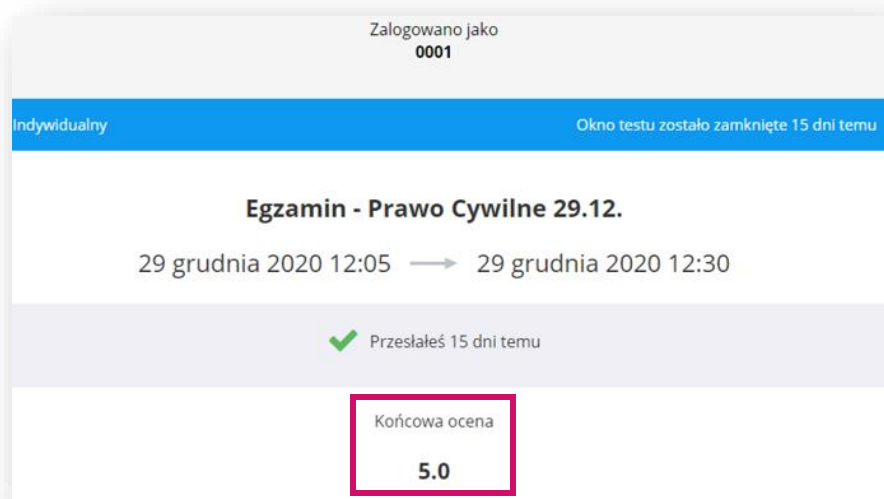 Zalogowano jako
0001
Indywidualny
Okno testu zostało zamknięte 15 dni temu
Egzamin - Prawo Cywilne 29.12.
29 grudnia 2020 12:05 → 29 grudnia 2020 12:30
Przesłałeś 15 dni temu
Końcowa ocena
5.0